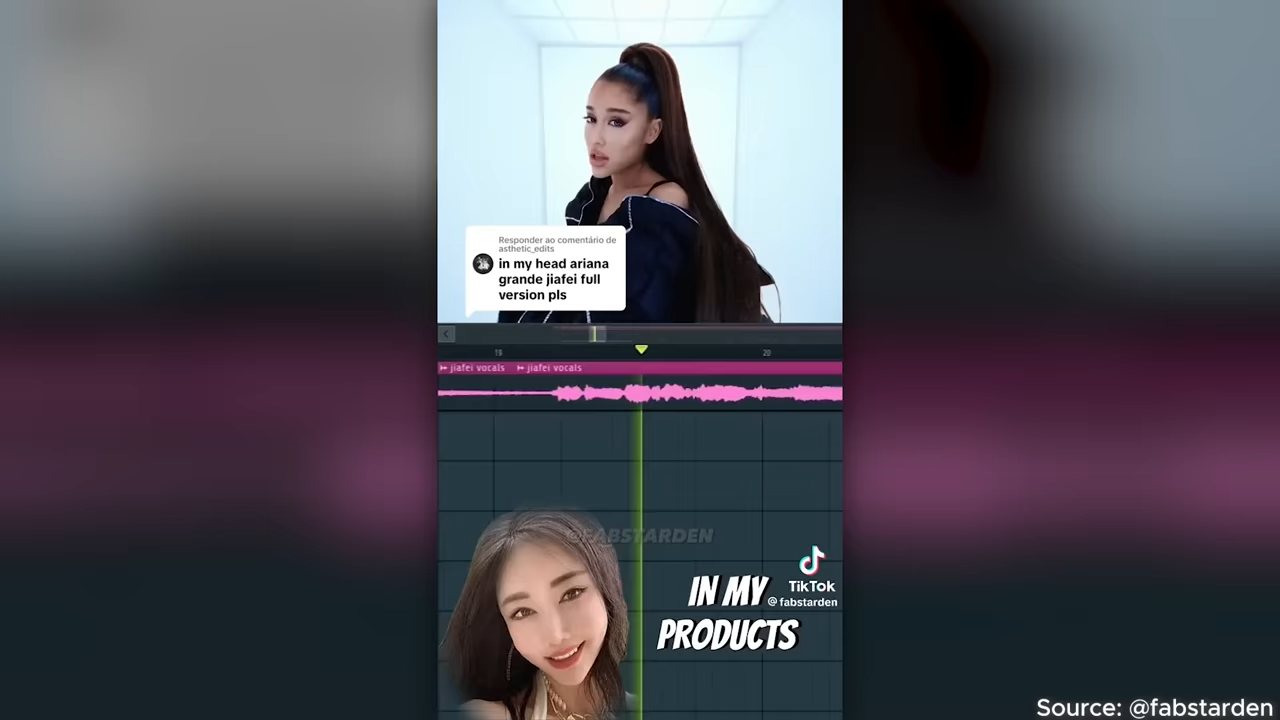 Responder ao comentário de
asthetic_edits
in my head ariana
grande jiafei full
version pls
19
20
jiafei vocals
jiafei vocals
@FABSTARDEN
IN MY
PRODUCTS
TikTok
@fabstarden
Source: @fabstarden